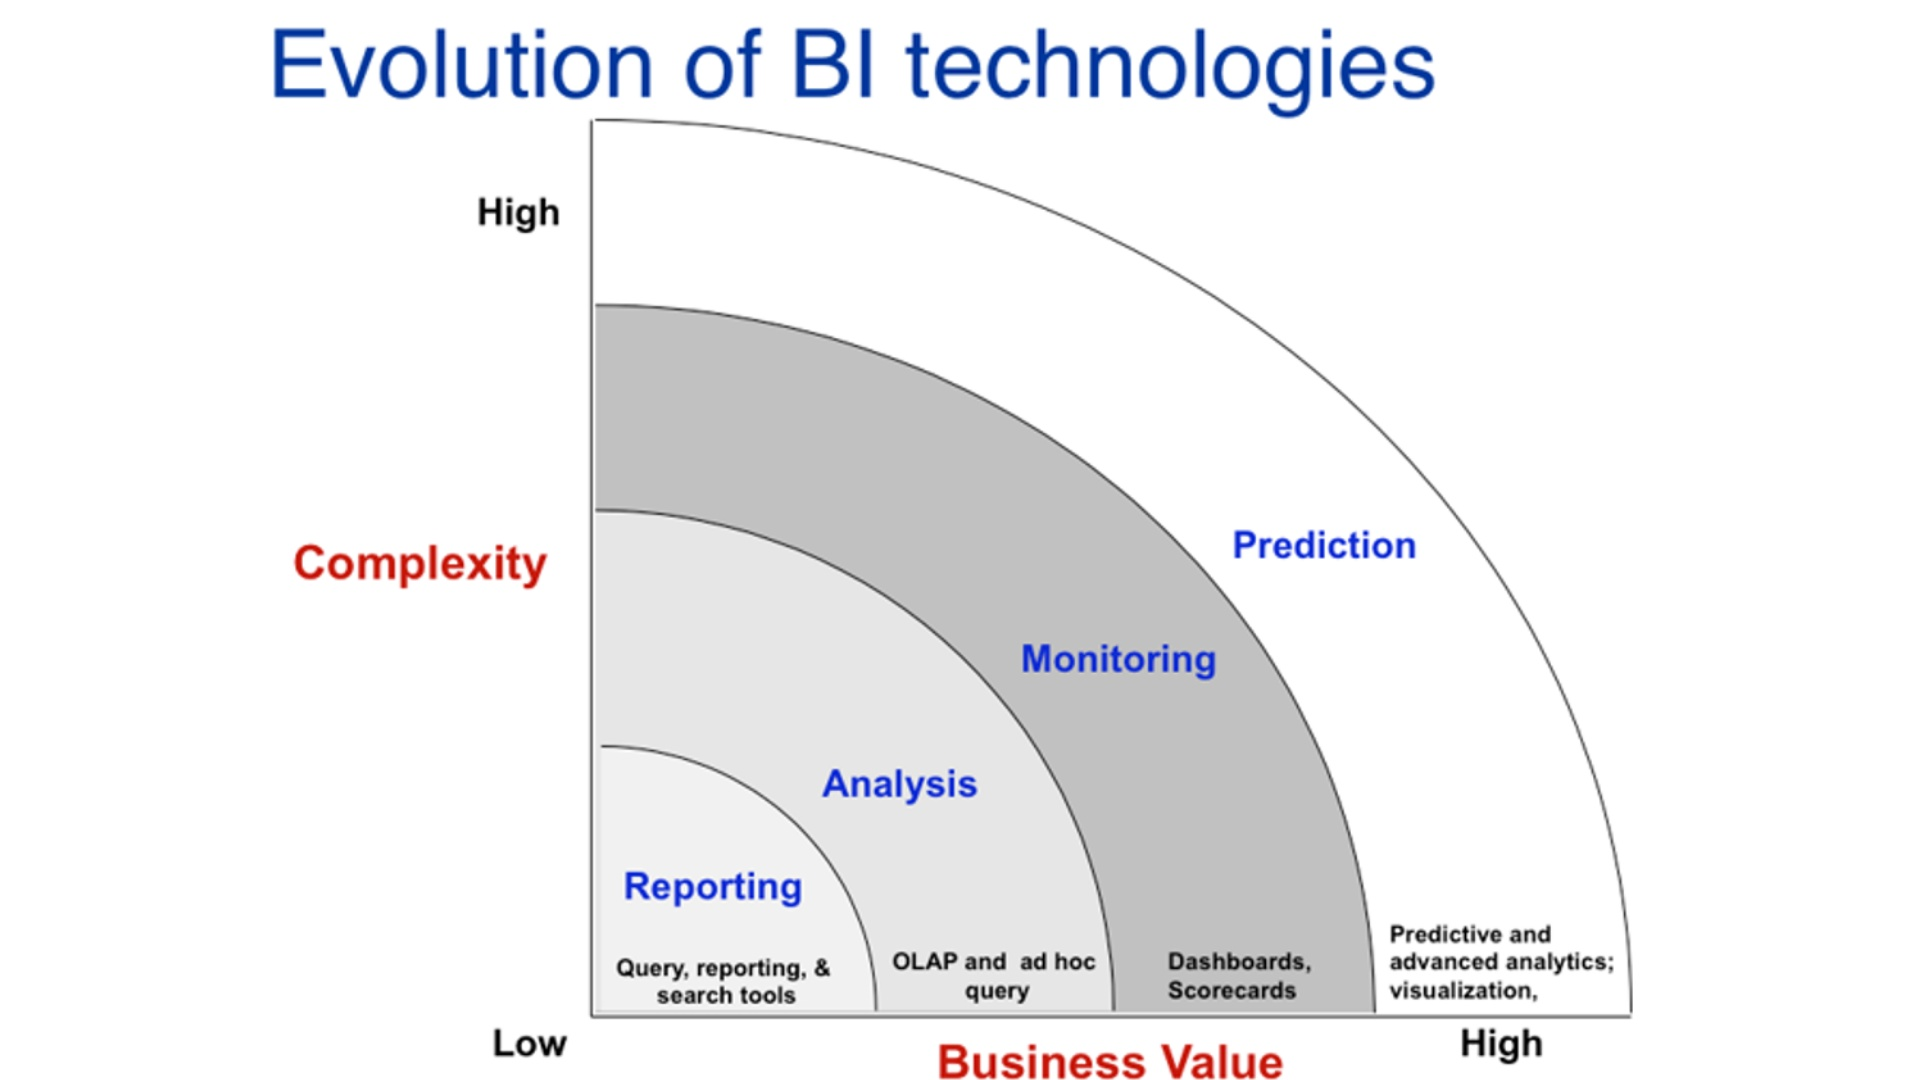 Evolution of BI technologies
High
Complexity
Prediction
Monitoring
Analysis
Reporting
Query, reporting, &
search tools
OLAP and ad hoc
query
Dashboards,
Scorecards
Predictive and
advanced analytics;
visualization,
Low
Business Value
High